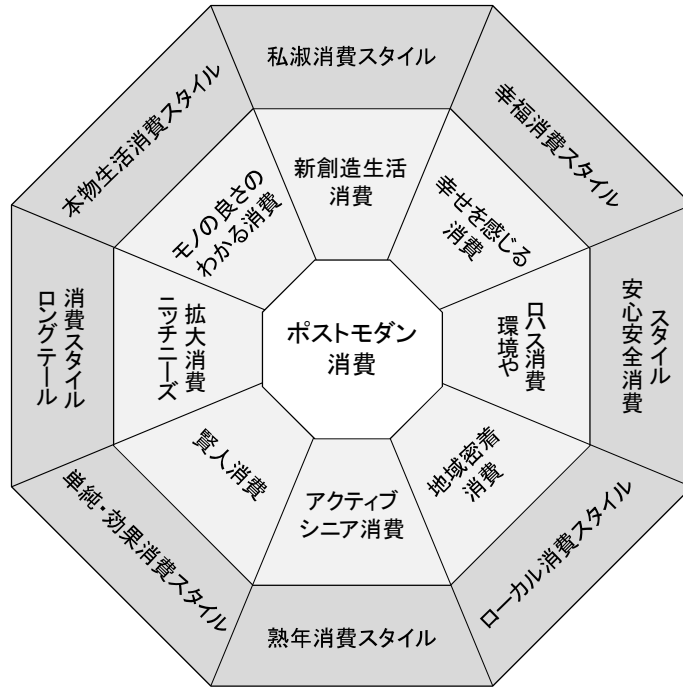 私淑消費スタイル
幸福消費スタイル
安心安全消費
スタイル
ローカル消費スタイル
熟年消費スタイル
単純・効果消費スタイル
ロングテール
消費スタイル
本物生活消費スタイル
新創造生活
消費
幸せを感じる
消費
環境や
ロハス消費
地域密着
消費
アクティブ
シニア消費
賢人消費
ニッチニーズ
拡大消費
モノの良さの
わかる消費
ポストモダン
消費